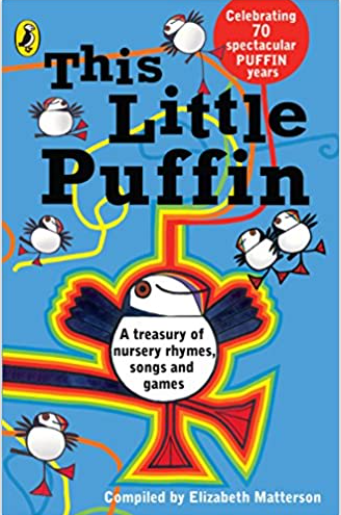 Celebrating
70
spectacular
PUFFIN
years
This
Little
Puffin
A treasury of
nursery rhymes,
songs and
games
Compiled by Elizabeth Matterson